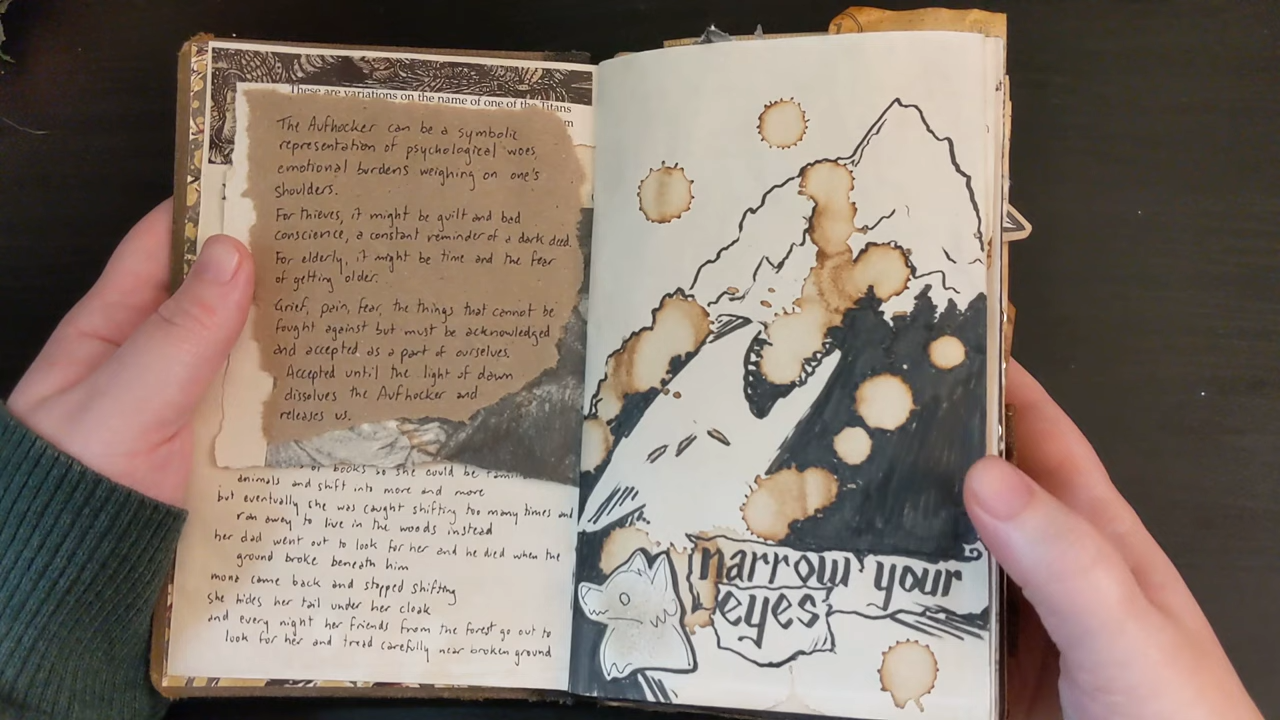 These are variations on the name of one of the Titans
The Aufhocker can be a symbolic
representation of psychological woes,
emotional burdens weighing on one's
shoulders.
For thieves, it might be guilt and bad
conscience, a constant reminder of a dark deed.
For elderly, it might be time and the fear
of getting older.
Grief, pain, fear, the things that cannot be
fought against but must be acknowledged
and accepted as a part of ourselves.
Accepted until the light of dawn
dissolves the Aufhocker and
releases us.
books so she could be
animals and shift into more and more
but eventually she was caught shifting too many times and
ran away to live in the woods instead
her dad went out to look for her and he died when the
ground broke beneath him
mona came back and stopped shifting
she hides her tail under her cloak
and every night her friends from the forest go out to
look for her and tread carefully near broken ground
narrow your
eyes